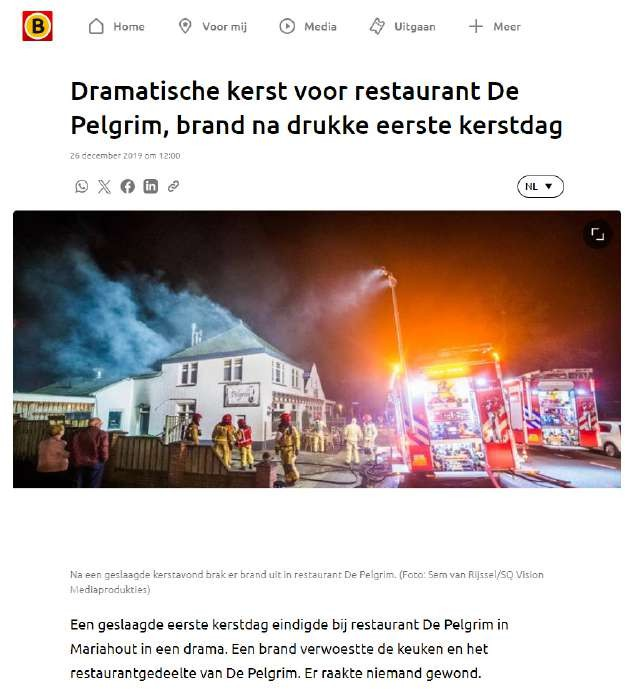 B
Home
Voor mij
Media
Uitgaan
Meer
Dramatische kerst voor restaurant De
Pelgrim, brand na drukke eerste kerstdag
26 december 2019 om 12:00
NL
Pelgrim
Na een geslaagde kerstavond brak er brand uit in restaurant De Pelgrim. (Foto: Sem van Rijssel/SQ Vision
Mediaprodukties)
Een geslaagde eerste kerstdag eindigde bij restaurant De Pelgrim in
Mariahout in een drama. Een brand verwoestte de keuken en het
restaurantgedeelte van De Pelgrim. Er raakte niemand gewond.